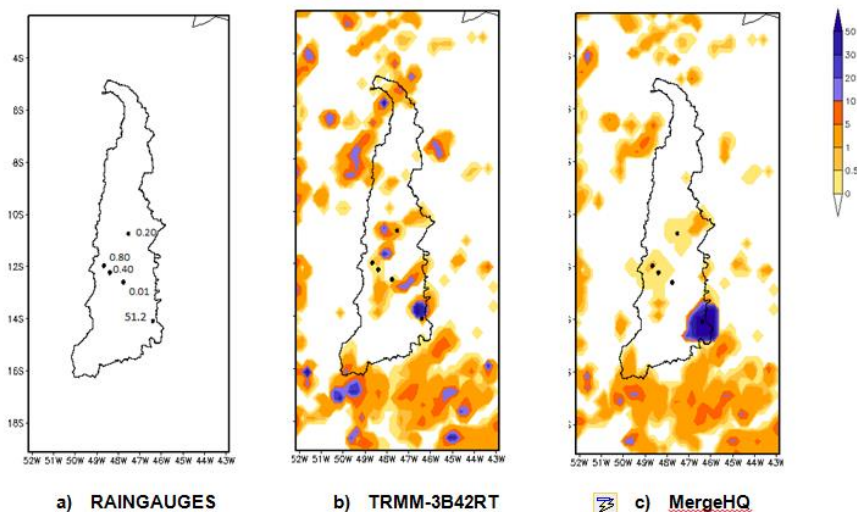 4S
6S
8S
10S
12S
14S
16S
18S
0.20
0.80
0.40
0.01
51.2
52W 51W 50W 49W 48W 47W 46W 45W 44W 43W
52W 51W 50W 49W 48W 47W 46W 45W 44W 43W
52W 51W 50W 49W 48W 47W 46W 45W 44W 43W
50
30
20
10
5
1
0.5
0
a) RAINGAUGES
b) TRMM-3B42RT
c) MergeHQ